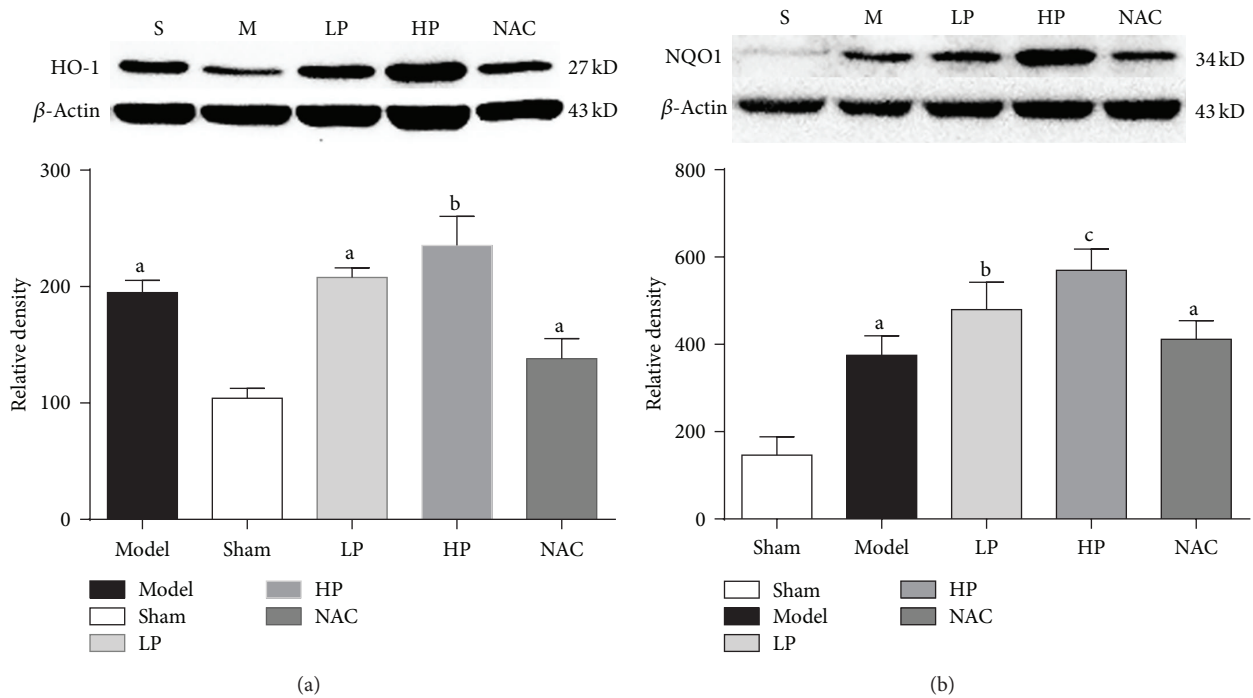 S M LP HP NAC
HO-1 27 kD
β-Actin 43 kD
300
200
100
0
Relative density
a
a
b
a
Model Sham LP HP NAC
Model HP
Sham NAC
LP
(a)
S M LP HP NAC
NQO1 34 kD
β-Actin 43 kD
800
600
400
200
0
Relative density
a
b
c
a
Sham Model LP HP NAC
Sham HP
Model NAC
LP
(b)